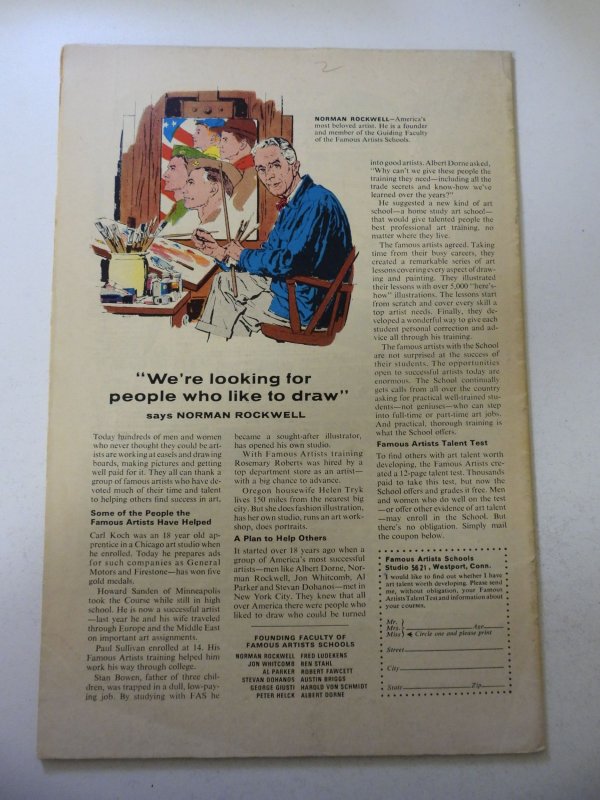 2
NORMAN ROCKWELL—America's
most beloved artist. He is a founder
and member of the Guiding Faculty
of the Famous Artists Schools.
"We're looking for
people who like to draw"
says NORMAN ROCKWELL
Today hundreds of men and women
who never thought they could be art-
ists are working at easels and drawing
boards, making pictures and getting
well paid for it. They all can thank a
group of famous artists who have de-
voted much of their time and talent
to helping others find success in art.
Some of the People the
Famous Artists Have Helped
Carl Koch was an 18 year old ap-
prentice in a Chicago art studio when
he enrolled. Today he prepares ads
for such companies as General
Motors and Firestone—has won five
gold medals.
Howard Sanden of Minneapolis
took the Course while still in high
school. He is now a successful artist
—last year he and his wife traveled
through Europe and the Middle East
on important art assignments.
Paul Sullivan enrolled at 14. His
Famous Artists training helped him
work his way through college.
Stan Bowen, father of three chil-
dren, was trapped in a dull, low-pay-
ing job. By studying with FAS he
became a sought-after illustrator,
has opened his own studio.
With Famous Artists training
Rosemary Roberts was hired by a
top department store as an artist—
with a big chance to advance.
Oregon housewife Helen Tryk
lives 150 miles from the nearest big
city. But she does fashion illustration,
has her own studio, runs an art work-
shop, does portraits.
A Plan to Help Others
It started over 18 years ago when a
group of America's most successful
artists—men like Albert Dorne, Nor-
man Rockwell, Jon Whitcomb, Al
Parker and Stevan Dohanos—met in
New York City. They knew that all
over America there were people who
liked to draw who could be turned
FOUNDING FACULTY OF
FAMOUS ARTISTS SCHOOLS
NORMAN ROCKWELL FRED LUDEKENS
JON WHITCOMB BEN STAHL
AL PARKER ROBERT FAWCETT
STEVAN DOHANOS AUSTIN BRIGGS
GEORGE GIUSTI HAROLD VON SCHMIDT
PETER HELCK ALBERT DORNE
into good artists. Albert Dorne asked,
"Why can't we give these people the
training they need—including all the
trade secrets and know-how we've
learned over the years?"
He suggested a new kind of art
school—a home study art school—
that would give talented people the
best professional art training, no
matter where they live.
The famous artists agreed. Taking
time from their busy careers, they
created a remarkable series of art
lessons covering every aspect of draw-
ing and painting. They illustrated
their lessons with over 5,000 "here's-
how" illustrations. The lessons start
from scratch and cover every skill a
top artist needs. Finally, they de-
veloped a wonderful way to give each
student personal correction and ad-
vice all through his training.
The famous artists with the School
are not surprised at the success of
their students. The opportunities
open to successful artists today are
enormous. The School continually
gets calls from all over the country
asking for practical well-trained stu-
dents—not geniuses—who can step
into full-time or part-time art jobs.
And practical, thorough training is
what the School offers.
Famous Artists Talent Test
To find others with art talent worth
developing, the Famous Artists cre-
ated a 12-page talent test. Thousands
paid to take this test, but now the
School offers and grades it free. Men
and women who do well on the test
—or offer other evidence of art talent
—may enroll in the School. But
there's no obligation. Simply mail
the coupon below.
Famous Artists Schools
Studio 5621, Westport, Conn.
I would like to find out whether I have
art talent worth developing. Please send
me, without obligation, your Famous
Artists Talent Test and information about
your courses.
Mr.
Mrs. Age
Miss Circle one and please print
Street
City
State Zip